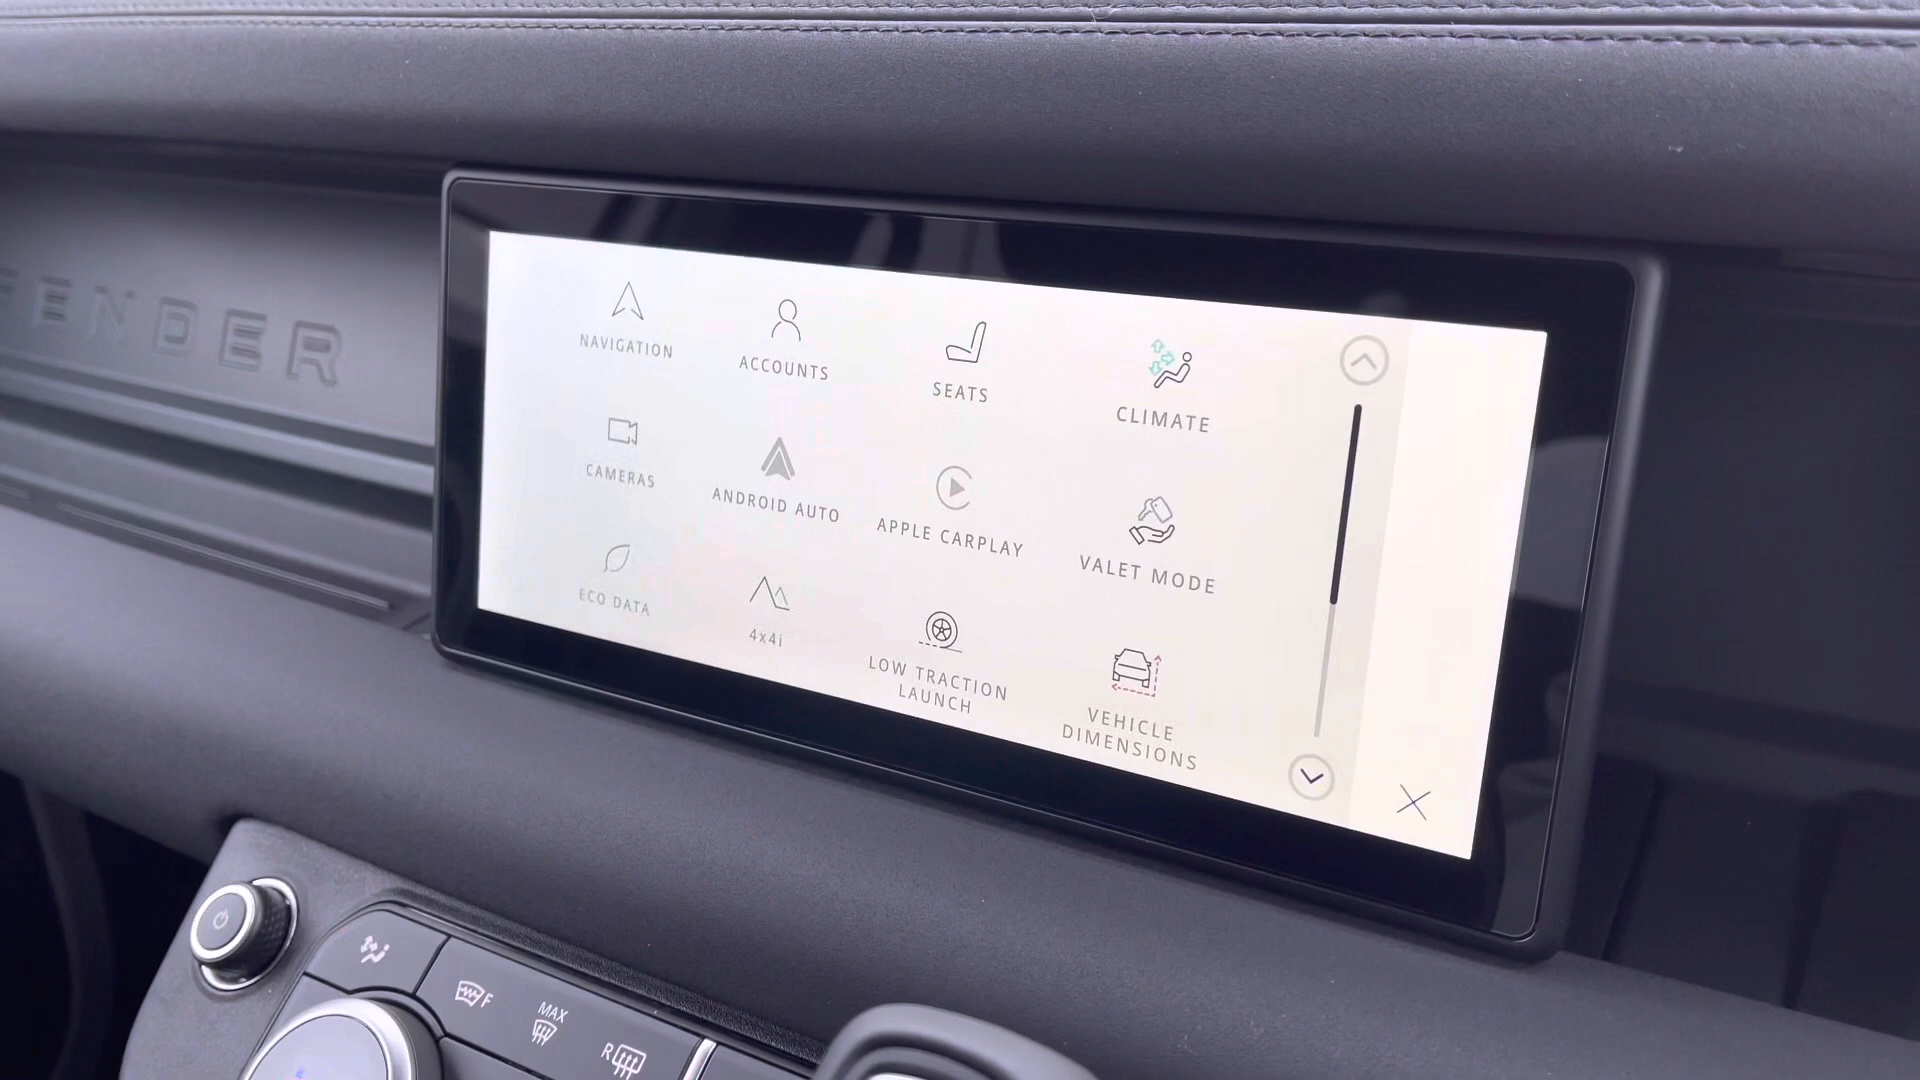 FENDER
NAVIGATION
ACCOUNTS
SEATS
CLIMATE
CAMERAS
ANDROID AUTO
APPLE CARPLAY
VALET MODE
ECO DATA
4x4i
LOW TRACTION
LAUNCH
VEHICLE
DIMENSIONS
F
MAX
R